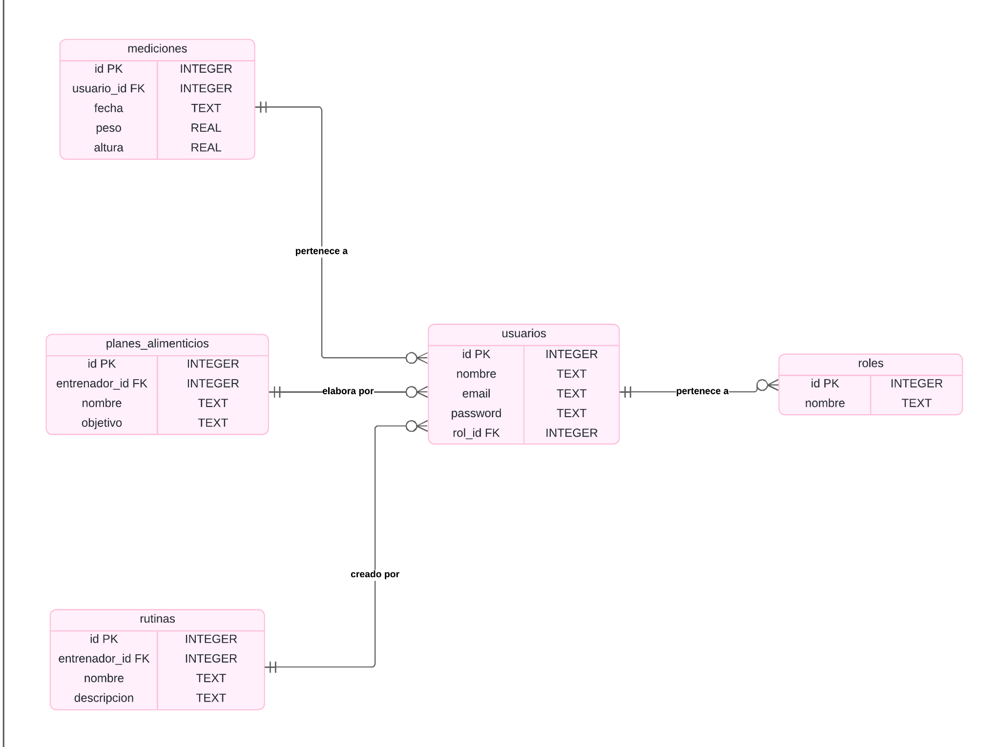 mediciones
id PK INTEGER
usuario_id FK INTEGER
fecha TEXT
peso REAL
altura REAL
pertenece a
planes_alimenticios
id PK INTEGER
entrenador_id FK INTEGER
nombre TEXT
objetivo TEXT
elabora por
usuarios
id PK INTEGER
nombre TEXT
email TEXT
password TEXT
rol_id FK INTEGER
pertenece a
roles
id PK INTEGER
nombre TEXT
creado por
rutinas
id PK INTEGER
entrenador_id FK INTEGER
nombre TEXT
descripcion TEXT